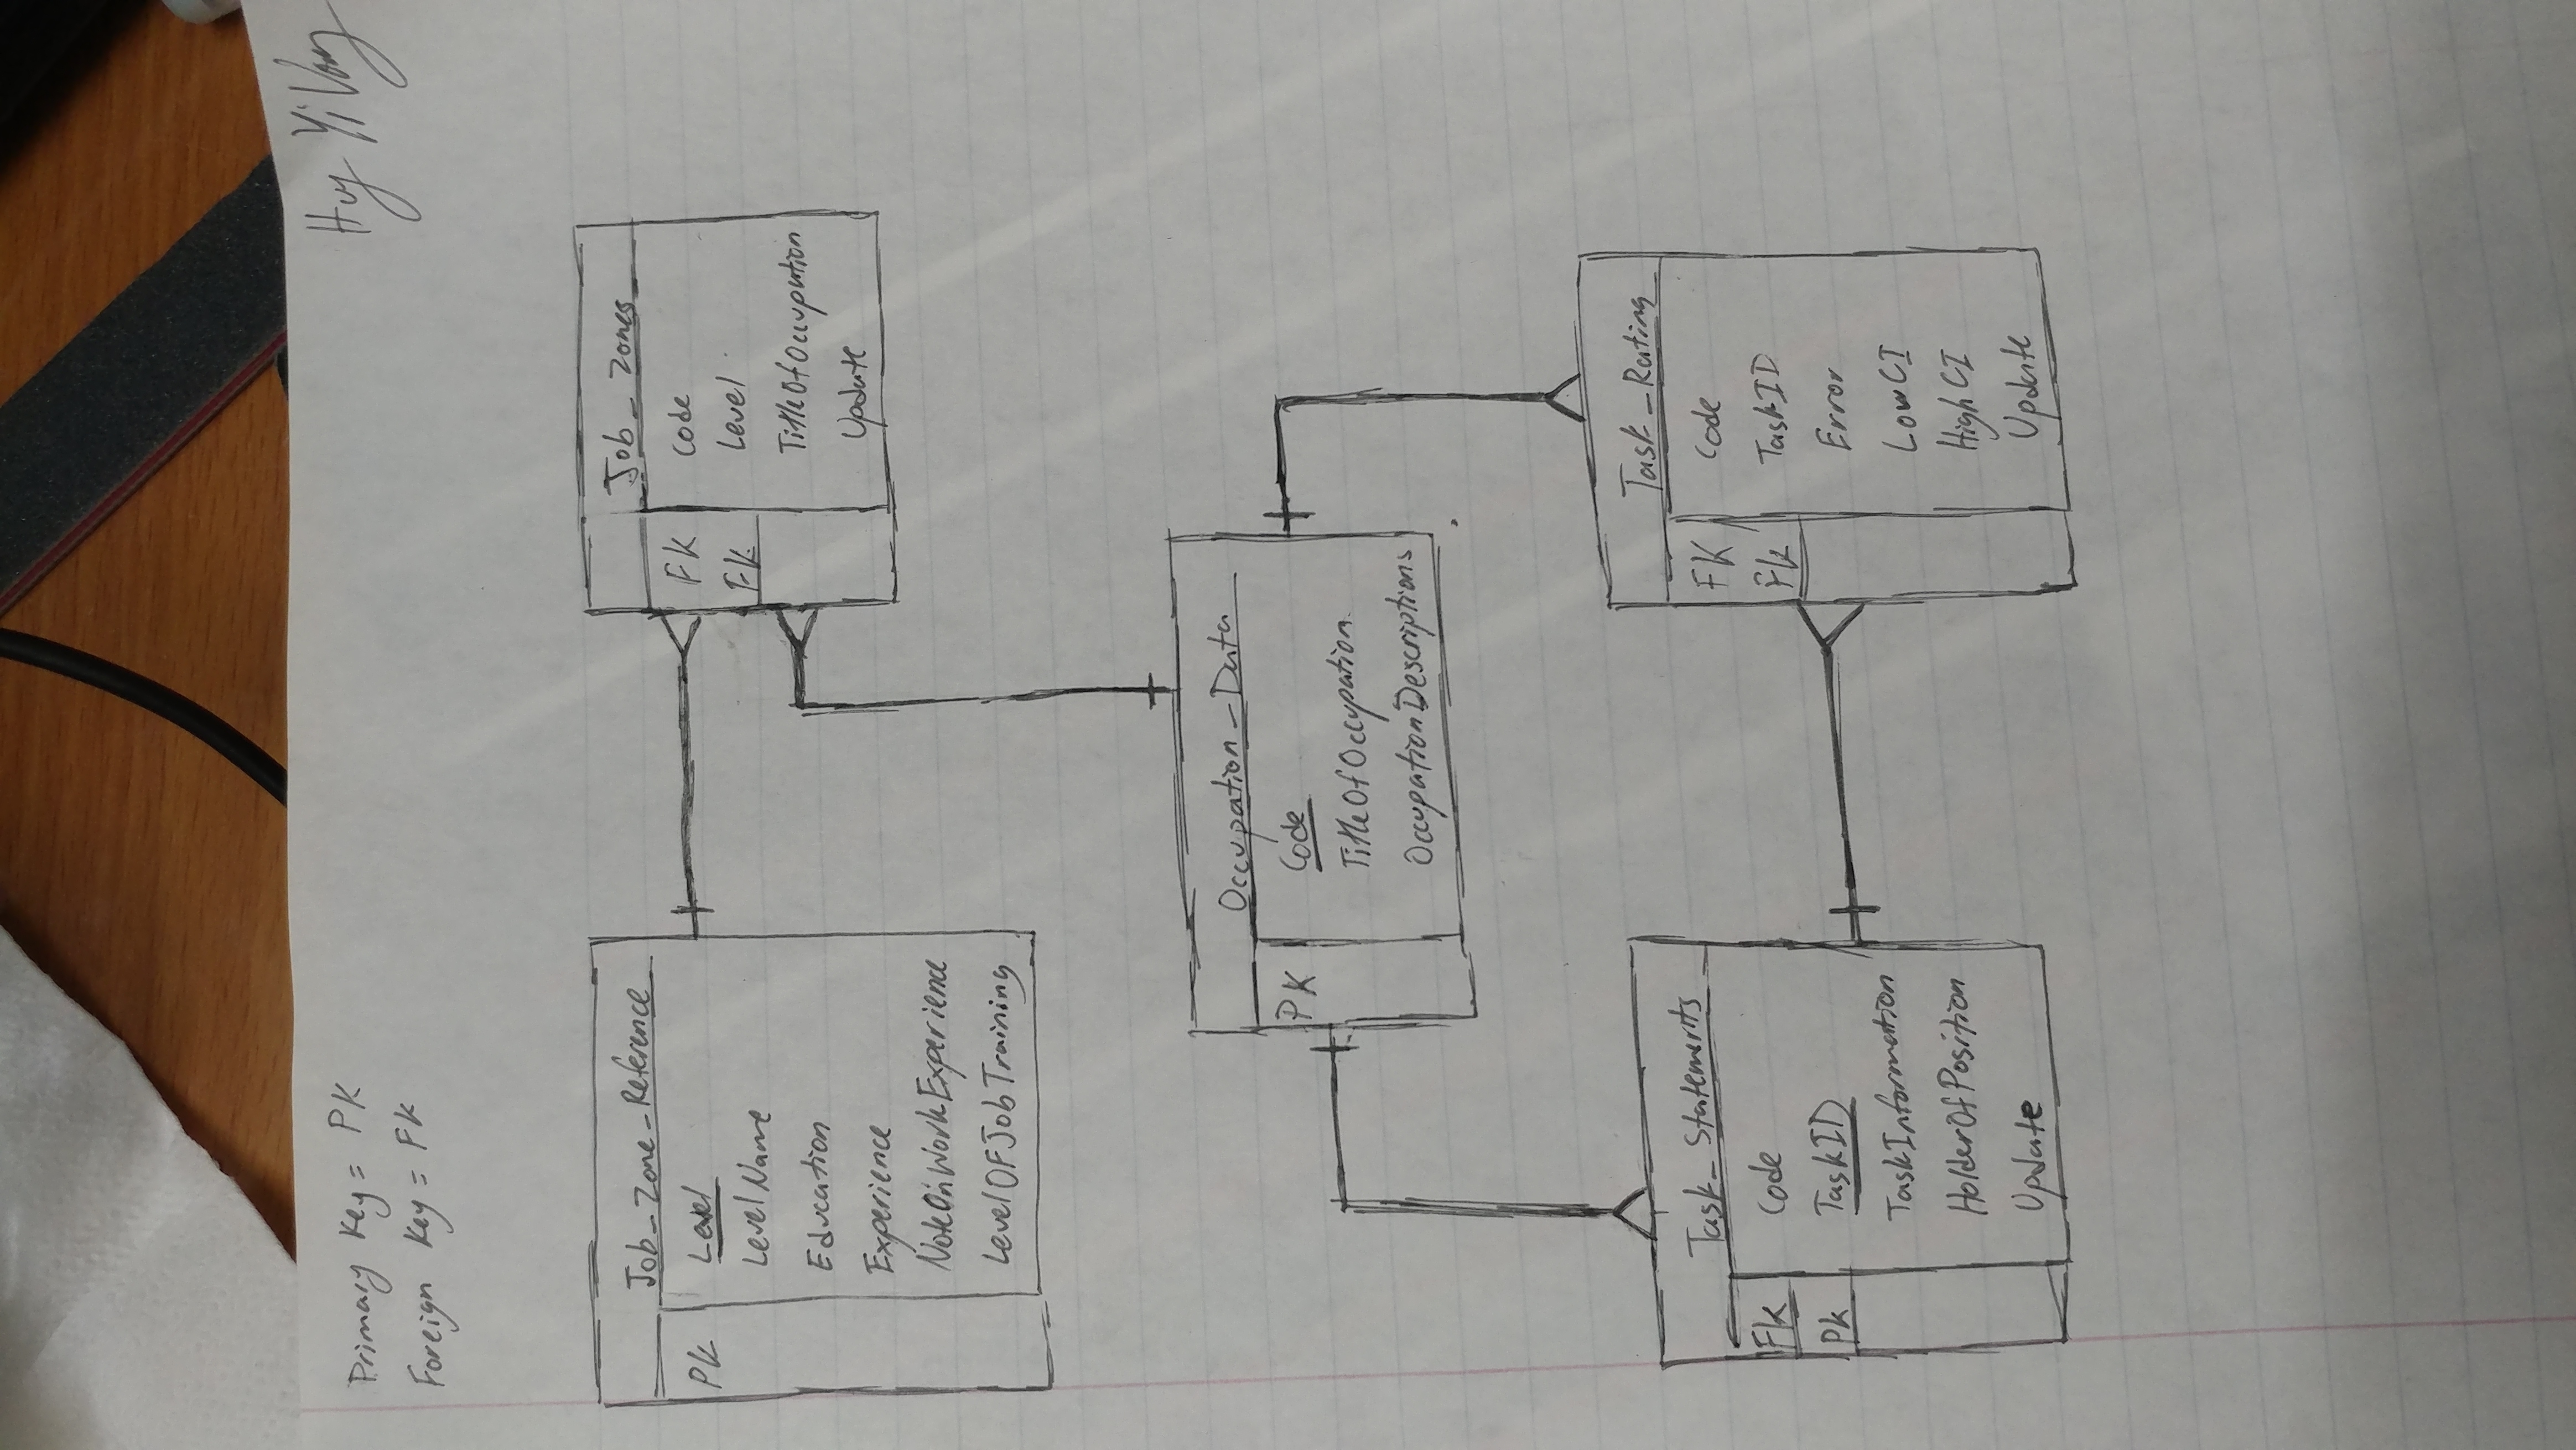 Primary Key = PK
Foreign Key = FK
Huy Yi Vong
Job_Zone_Reference
PK Level
LevelName
Education
Experience
NoteOnWorkExperience
LevelOfJobTraining
Job_Zones
FK Code
FK Level
TitleOfOccupation
Update
Occupation_Data
PK Code
TitleOfOccupation
OccupationDescriptions
Task_Statements
FK Code
PK TaskID
TaskInformation
HolderOfPosition
Update
Task_Rating
FK Code
FK TaskID
Error
LowCI
HighCI
Update